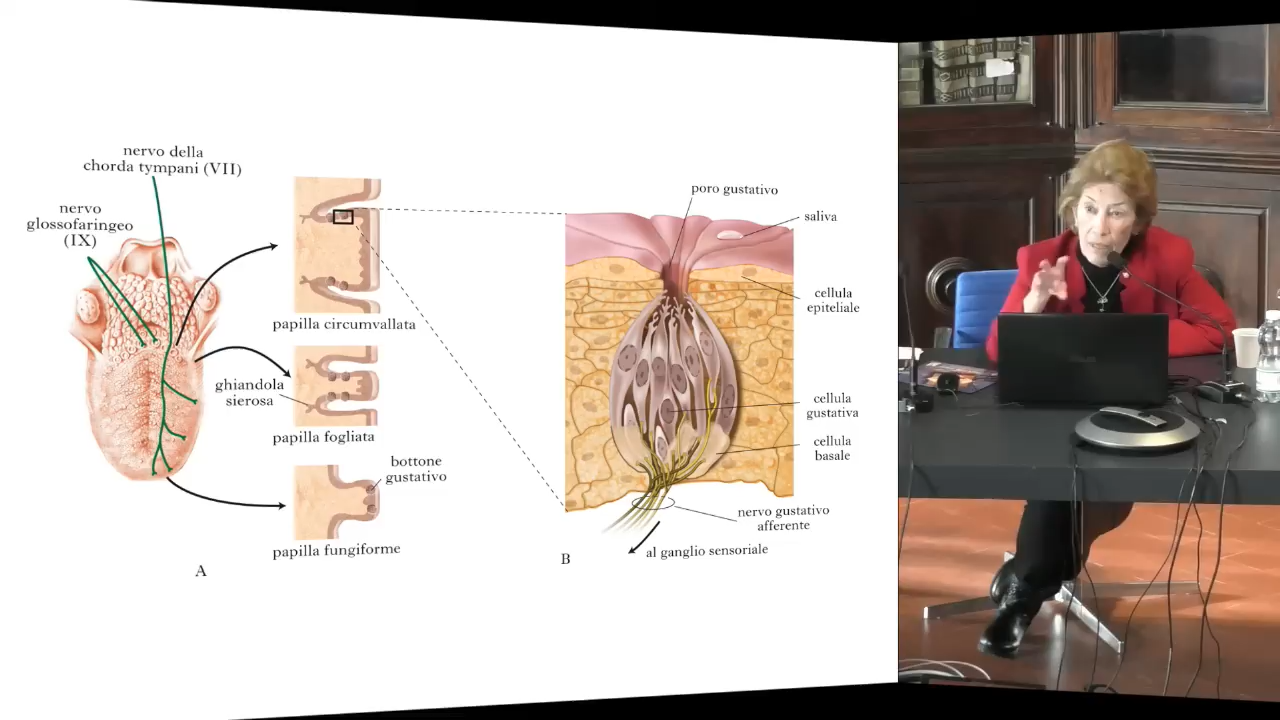 nervo della
chorda tympani (VII)
nervo
glossofaringeo
(IX)
papilla circumvallata
ghiandola
sierosa
papilla fogliata
bottone
gustativo
papilla fungiforme
A
poro gustativo
saliva
cellula
epiteliale
cellula
gustativa
cellula
basale
nervo gustativo
afferente
al ganglio sensoriale
B